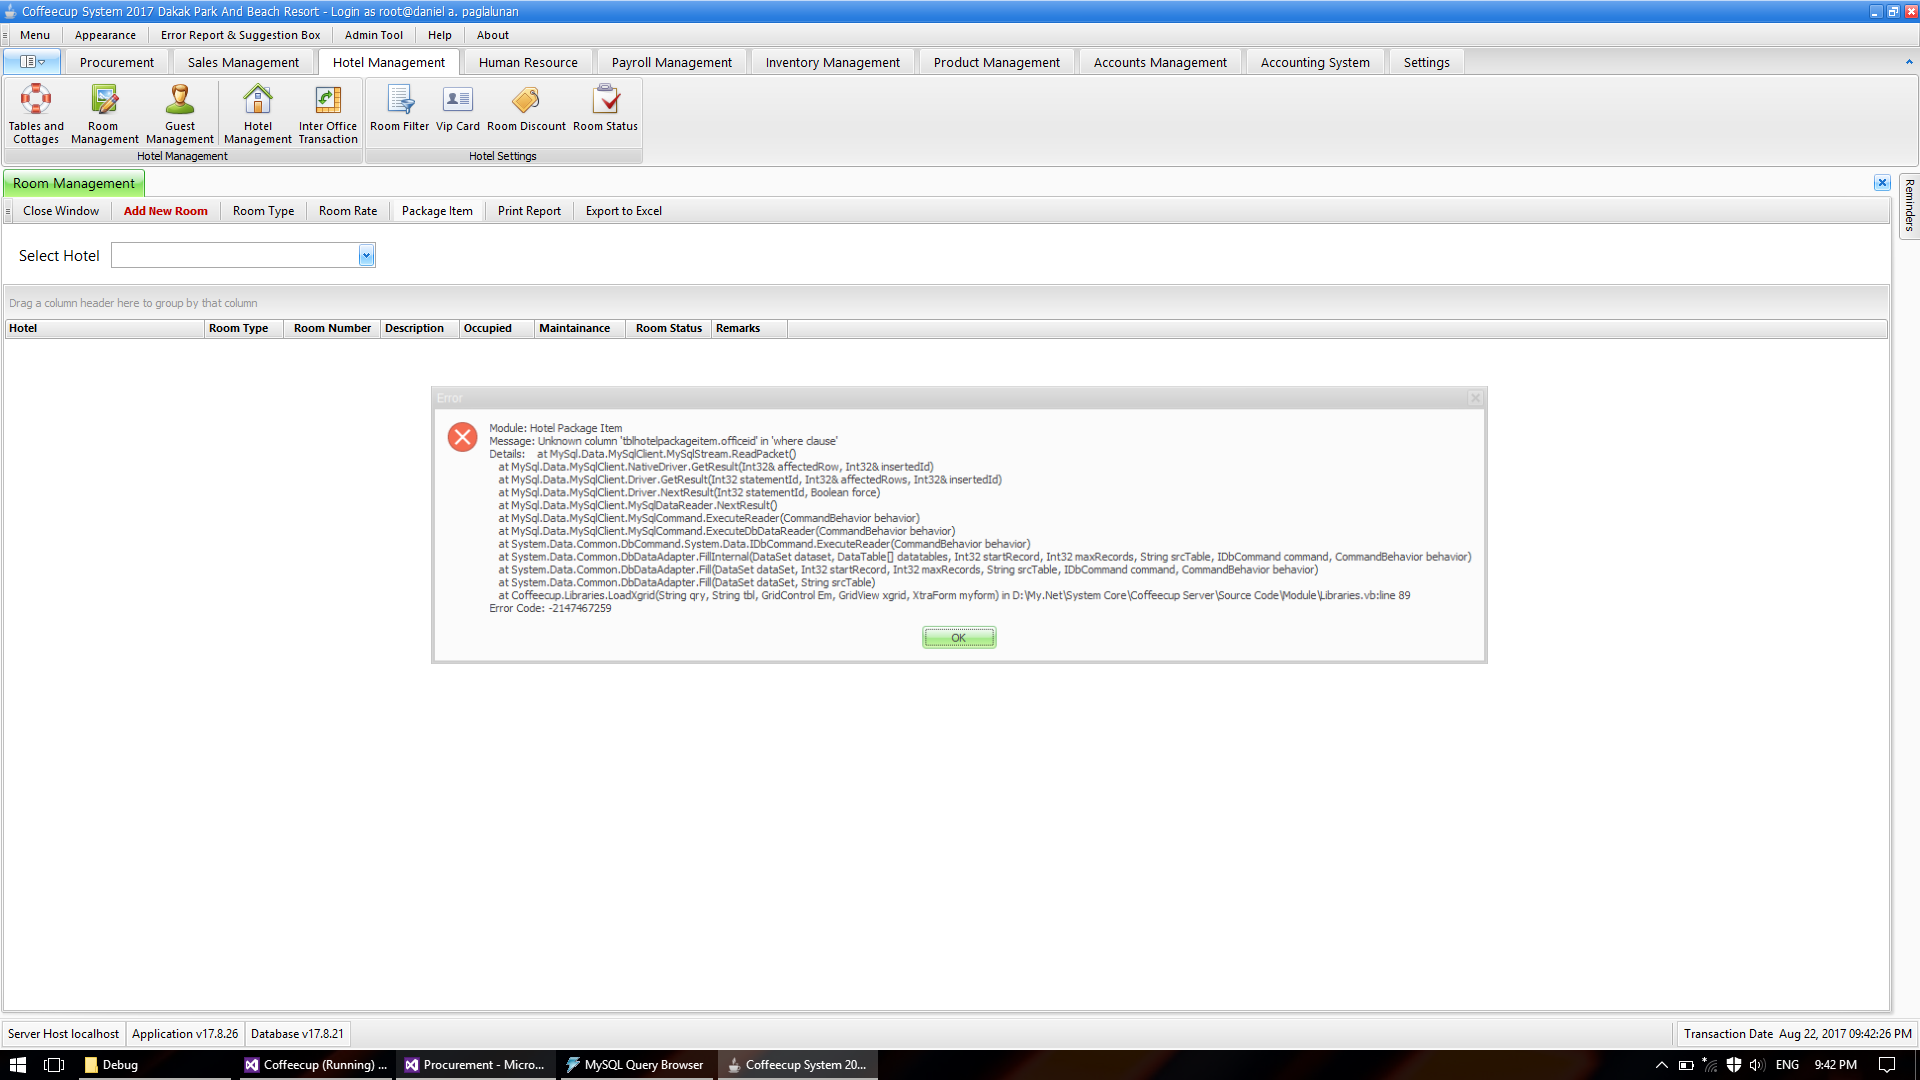 Coffeecup System 2017 Dakak Park And Beach Resort - Login as root@daniel a. paglalunan
Menu Appearance Error Report & Suggestion Box Admin Tool Help About
Procurement Sales Management Hotel Management Human Resource Payroll Management Inventory Management Product Management Accounts Management Accounting System Settings
Tables and Cottages Room Management Guest Management Hotel Management Inter Office Transaction Room Filter Vip Card Room Discount Room Status
Hotel Management Hotel Settings
Room Management
Reminders
Close Window Add New Room Room Type Room Rate Package Item Print Report Export to Excel
Select Hotel
Drag a column header here to group by that column
Hotel Room Type Room Number Description Occupied Maintainance Room Status Remarks
Error
Module: Hotel Package Item
Message: Unknown column 'tblhotelpackageitem.officeid' in 'where clause'
Details: at MySql.Data.MySqlClient.MySqlStream.ReadPacket()
at MySql.Data.MySqlClient.NativeDriver.GetResult(Int32& affectedRow, Int32& insertedId)
at MySql.Data.MySqlClient.Driver.GetResult(Int32 statementId, Int32& affectedRows, Int32& insertedId)
at MySql.Data.MySqlClient.Driver.NextResult(Int32 statementId, Boolean force)
at MySql.Data.MySqlClient.MySqlDataReader.NextResult()
at MySql.Data.MySqlClient.MySqlCommand.ExecuteReader(CommandBehavior behavior)
at MySql.Data.MySqlClient.MySqlCommand.ExecuteDbDataReader(CommandBehavior behavior)
at System.Data.Common.DbCommand.System.Data.IDbCommand.ExecuteReader(CommandBehavior behavior)
at System.Data.Common.DbDataAdapter.FillInternal(DataSet dataset, DataTable[] datatables, Int32 startRecord, Int32 maxRecords, String srcTable, IDbCommand command, CommandBehavior behavior)
at System.Data.Common.DbDataAdapter.Fill(DataSet dataSet, Int32 startRecord, Int32 maxRecords, String srcTable, IDbCommand command, CommandBehavior behavior)
at System.Data.Common.DbDataAdapter.Fill(DataSet dataSet, String srcTable)
at Coffeecup.Libraries.LoadXgrid(String qry, String tbl, GridControl Em, GridView xgrid, XtraForm myform) in D:\My.Net\System Core\Coffeecup Server\Source Code\Module\Libraries.vb:line 89
Error Code: -2147467259
OK
Server Host localhost Application v17.8.26 Database v17.8.21 Transaction Date Aug 22, 2017 09:42:26 PM
Debug Coffeecup (Running) ... Procurement - Micro... MySQL Query Browser Coffeecup System 20... ENG 9:42 PM